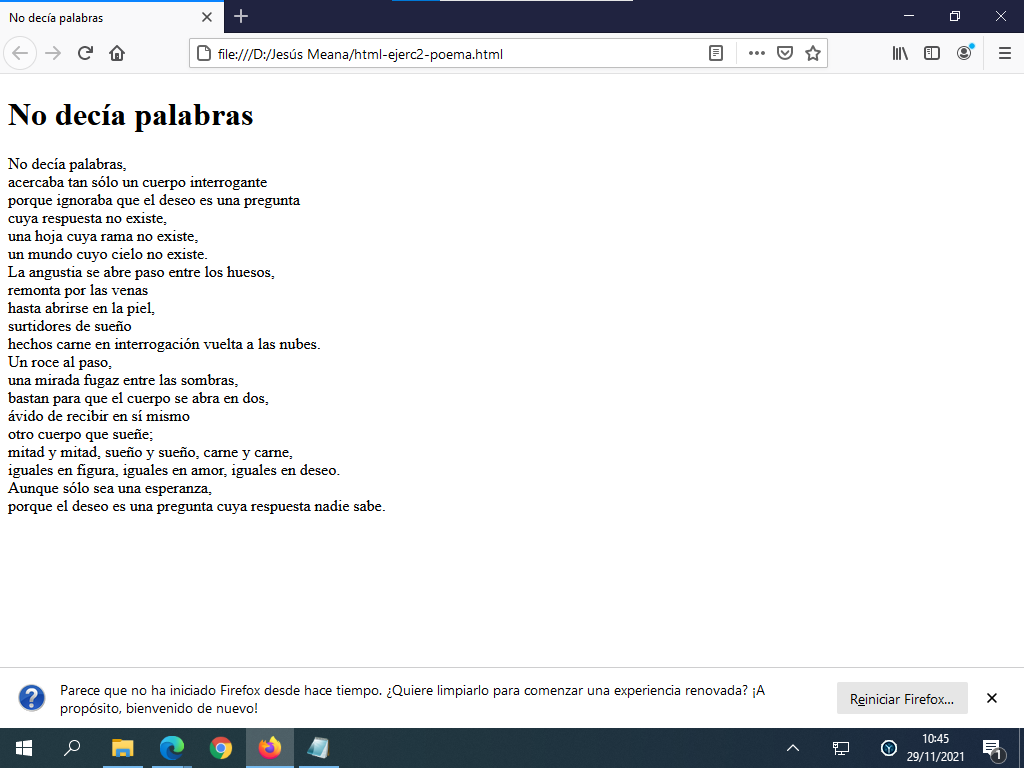 No decía palabras
file:///D:/Jesús Meana/html-ejerc2-poema.html
No decía palabras
No decía palabras,
acercaba tan sólo un cuerpo interrogante
porque ignoraba que el deseo es una pregunta
cuya respuesta no existe,
una hoja cuya rama no existe,
un mundo cuyo cielo no existe.
La angustia se abre paso entre los huesos,
remonta por las venas
hasta abrirse en la piel,
surtidores de sueño
hechos carne en interrogación vuelta a las nubes.
Un roce al paso,
una mirada fugaz entre las sombras,
bastan para que el cuerpo se abra en dos,
ávido de recibir en sí mismo
otro cuerpo que sueñe;
mitad y mitad, sueño y sueño, carne y carne,
iguales en figura, iguales en amor, iguales en deseo.
Aunque sólo sea una esperanza,
porque el deseo es una pregunta cuya respuesta nadie sabe.
Parece que no ha iniciado Firefox desde hace tiempo. ¿Quiere limpiarlo para comenzar una experiencia renovada? ¡A
propósito, bienvenido de nuevo!
Reiniciar Firefox...
10:45
29/11/2021
1